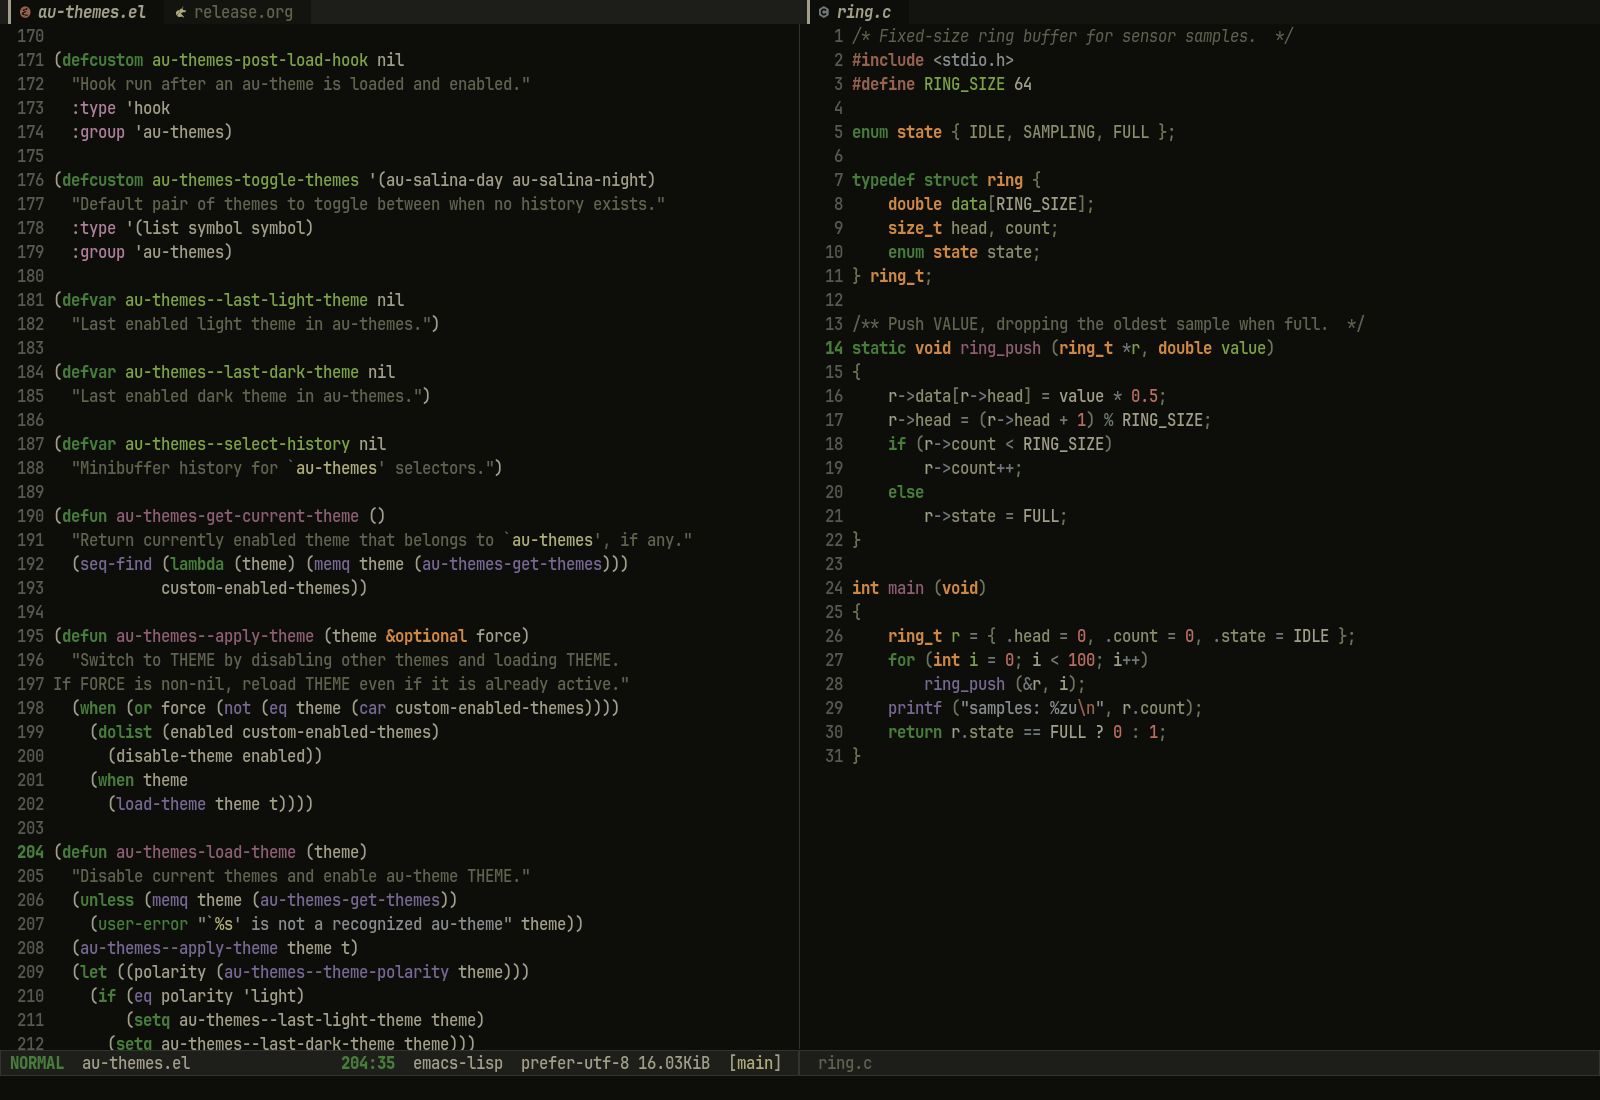 au-themes.el release.org
170
171 (defcustom au-themes-post-load-hook nil
172   "Hook run after an au-theme is loaded and enabled."
173   :type 'hook
174   :group 'au-themes)
175
176 (defcustom au-themes-toggle-themes '(au-salina-day au-salina-night)
177   "Default pair of themes to toggle between when no history exists."
178   :type '(list symbol symbol)
179   :group 'au-themes)
180
181 (defvar au-themes--last-light-theme nil
182   "Last enabled light theme in au-themes.")
183
184 (defvar au-themes--last-dark-theme nil
185   "Last enabled dark theme in au-themes.")
186
187 (defvar au-themes--select-history nil
188   "Minibuffer history for `au-themes' selectors.")
189
190 (defun au-themes-get-current-theme ()
191   "Return currently enabled theme that belongs to `au-themes', if any."
192   (seq-find (lambda (theme) (memq theme (au-themes-get-themes)))
193             custom-enabled-themes))
194
195 (defun au-themes--apply-theme (theme &optional force)
196   "Switch to THEME by disabling other themes and loading THEME.
197 If FORCE is non-nil, reload THEME even if it is already active."
198   (when (or force (not (eq theme (car custom-enabled-themes))))
199     (dolist (enabled custom-enabled-themes)
200       (disable-theme enabled))
201     (when theme
202       (load-theme theme t))))
203
204 (defun au-themes-load-theme (theme)
205   "Disable current themes and enable au-theme THEME."
206   (unless (memq theme (au-themes-get-themes))
207     (user-error "`%s' is not a recognized au-theme" theme))
208   (au-themes--apply-theme theme t)
209   (let ((polarity (au-themes--theme-polarity theme)))
210     (if (eq polarity 'light)
211         (setq au-themes--last-light-theme theme)
212       (setq au-themes--last-dark-theme theme)))
NORMAL  au-themes.el  204:35  emacs-lisp  prefer-utf-8 16.03KiB  [main]
ring.c
1 /* Fixed-size ring buffer for sensor samples.  */
2 #include <stdio.h>
3 #define RING_SIZE 64
4
5 enum state { IDLE, SAMPLING, FULL };
6
7 typedef struct ring {
8     double data[RING_SIZE];
9     size_t head, count;
10     enum state state;
11 } ring_t;
12
13 /** Push VALUE, dropping the oldest sample when full.  */
14 static void ring_push (ring_t *r, double value)
15 {
16     r->data[r->head] = value * 0.5;
17     r->head = (r->head + 1) % RING_SIZE;
18     if (r->count < RING_SIZE)
19         r->count++;
20     else
21         r->state = FULL;
22 }
23
24 int main (void)
25 {
26     ring_t r = { .head = 0, .count = 0, .state = IDLE };
27     for (int i = 0; i < 100; i++)
28         ring_push (&r, i);
29     printf ("samples: %zu\n", r.count);
30     return r.state == FULL ? 0 : 1;
31 }
ring.c